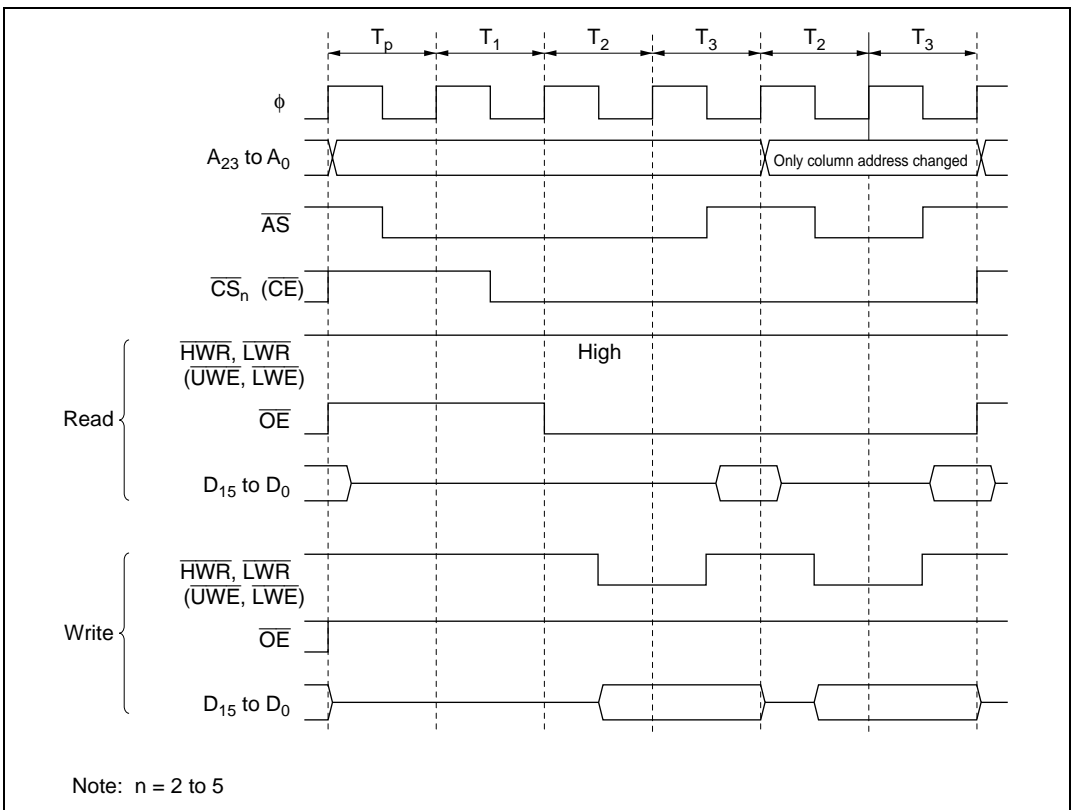 Tp T1 T2 T3 T2 T3
φ
A23 to A0
Only column address changed
AS
CSn (CE)
Read
HWR, LWR
(UWE, LWE)
High
OE
D15 to D0
Write
HWR, LWR
(UWE, LWE)
OE
D15 to D0
Note: n = 2 to 5